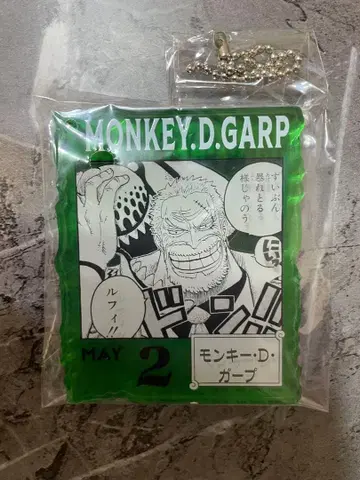 MONKEY.D.GARP
ずいぶん
暴れとる
様じゃのう
ルフィ!!
MAY 2
モンキー・D・
ガープ